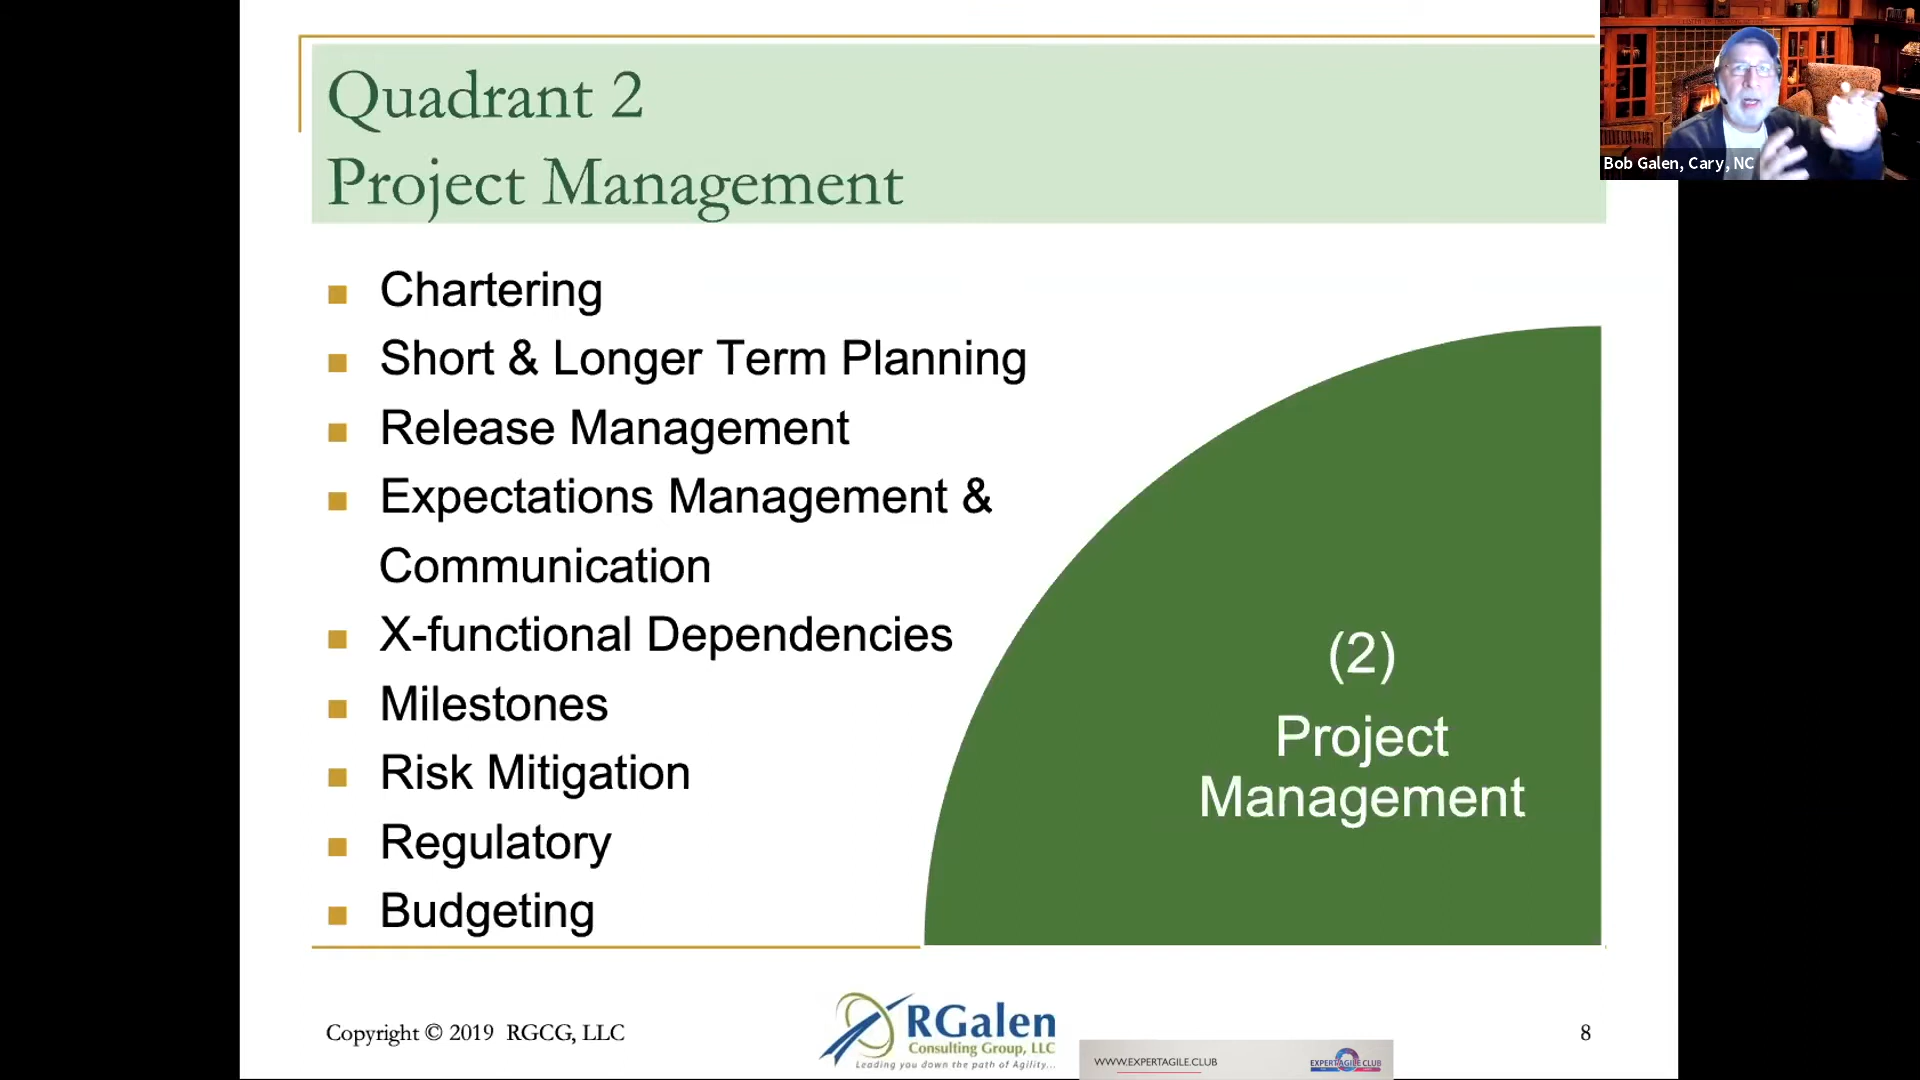 Quadrant 2
Project Management
Bob Galen, Cary, NC
Chartering
Short & Longer Term Planning
Release Management
Expectations Management &
Communication
X-functional Dependencies
Milestones
Risk Mitigation
Regulatory
Budgeting
(2)
Project
Management
Copyright © 2019 RGCG, LLC
RGalen
Consulting Group, LLC
Leading you down the path of Agility...
WWW.EXPERTAGILE.CLUB
EXPERTAGILECLUB
8